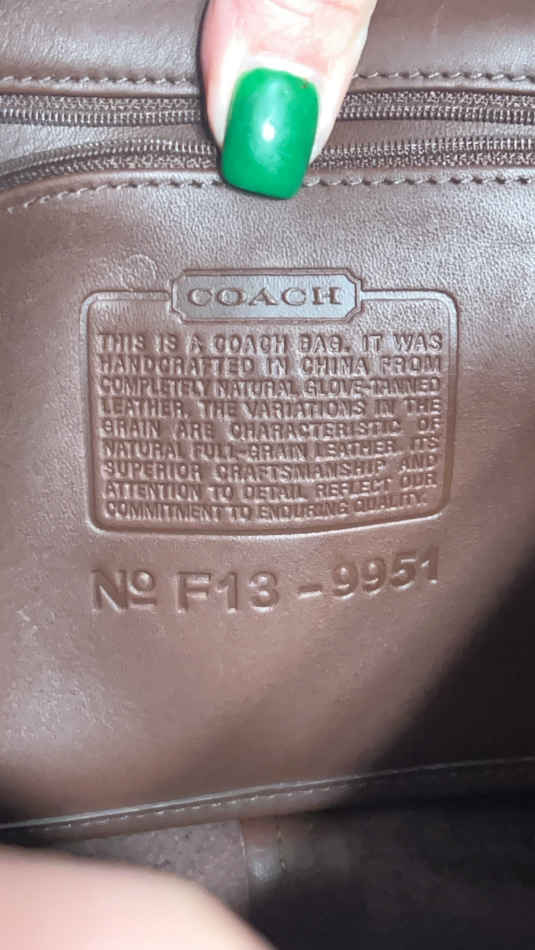 COACH
THIS IS A COACH BAG. IT WAS
HANDCRAFTED IN CHINA FROM
COMPLETELY NATURAL, GLOVE-TANNED
LEATHER. THE VARIATIONS IN THE
GRAIN ARE CHARACTERISTIC OF
NATURAL FULL-GRAIN LEATHER. ITS
SUPERIOR CRAFTSMANSHIP AND
ATTENTION TO DETAIL REFLECT OUR
COMMITMENT TO ENDURING QUALITY.
Nº F13-9951